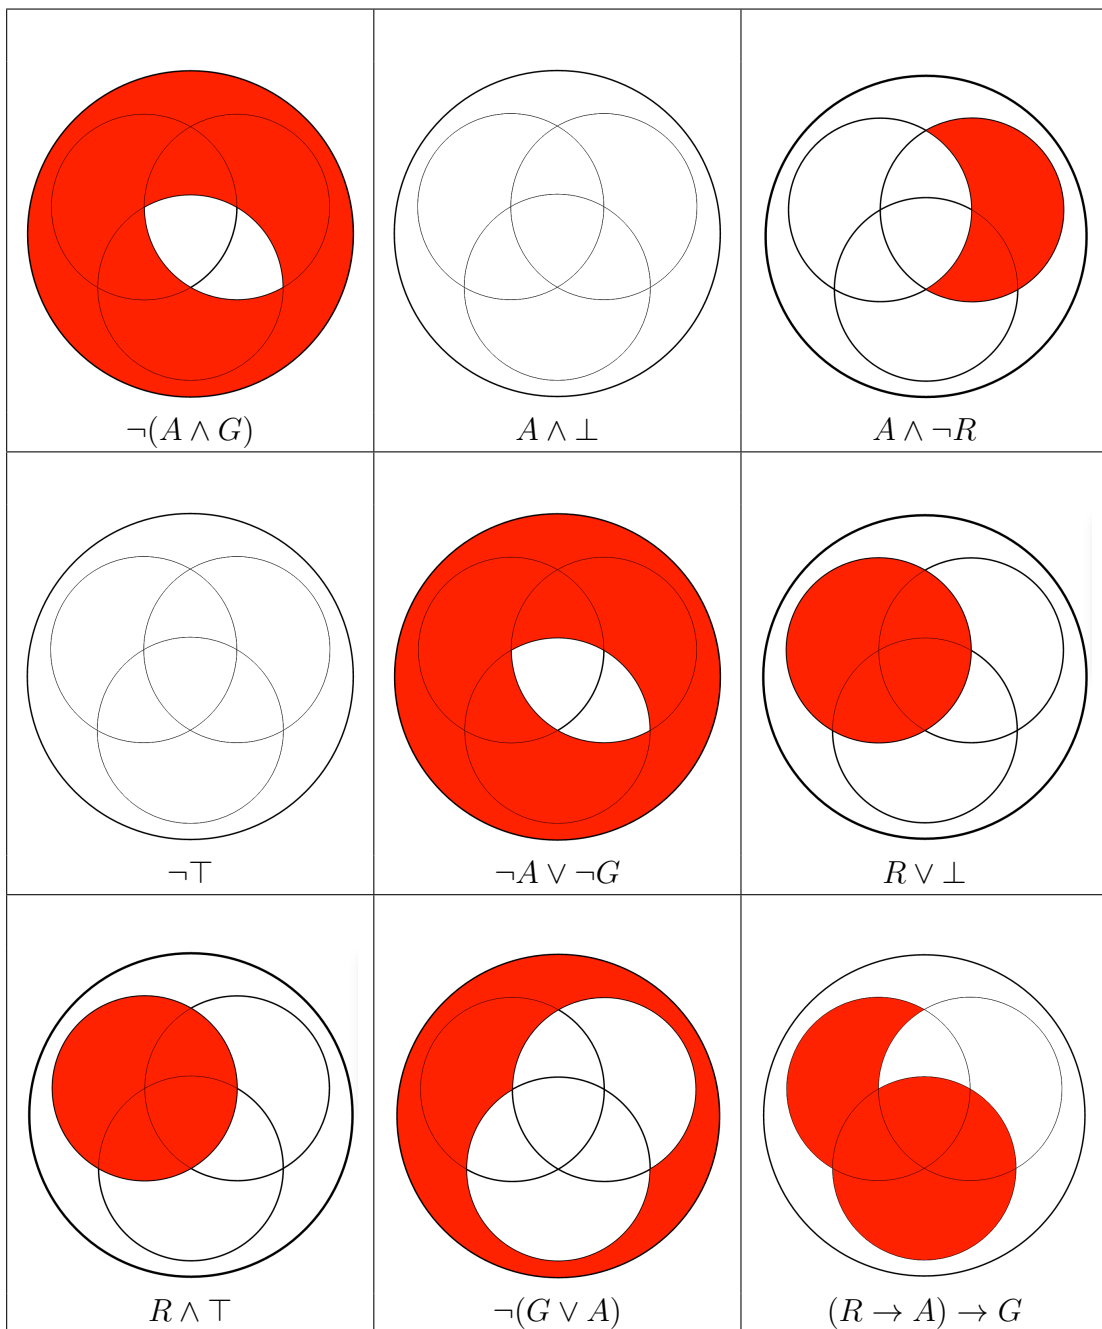 ¬(A ∧ G)
A ∧ ⊥
A ∧ ¬R
¬⊤
¬A ∨ ¬G
R ∨ ⊥
R ∧ ⊤
¬(G ∨ A)
(R → A) → G